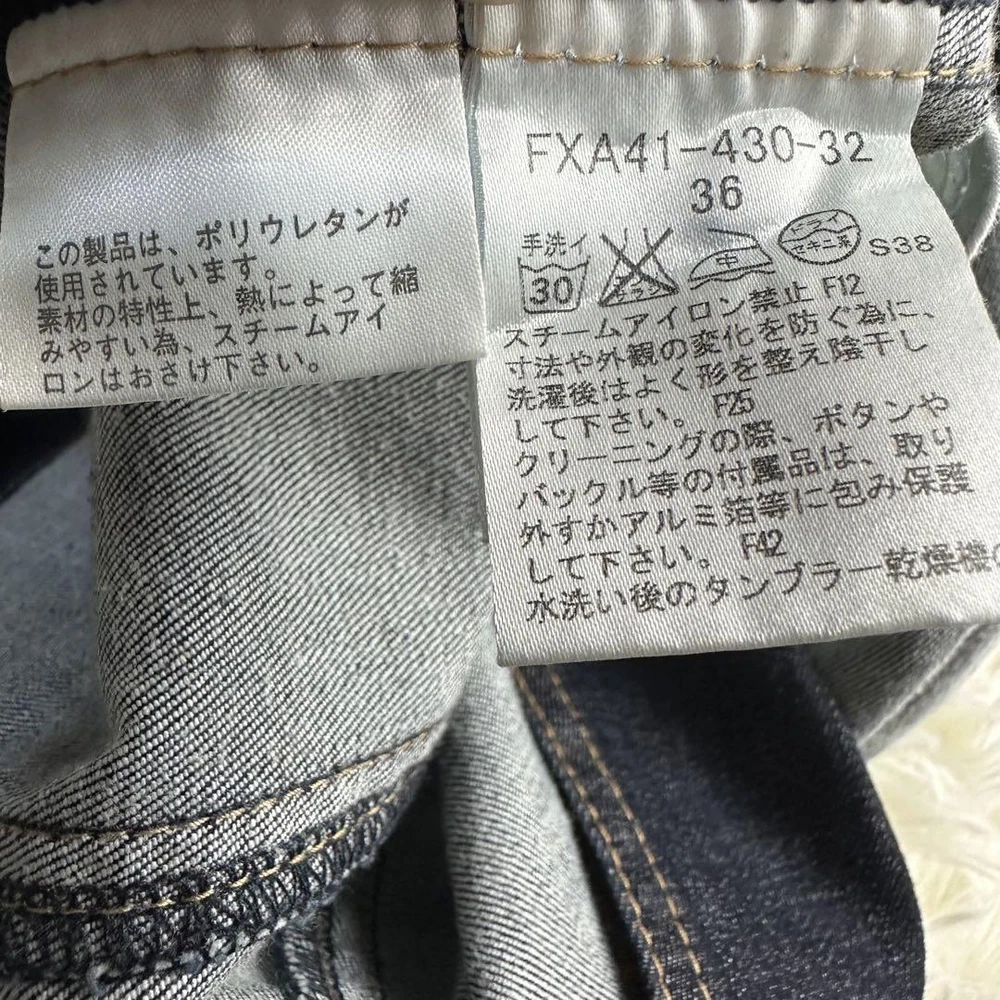 この製品は、ポリウレタンが
使用されています。
素材の特性上、熱によって縮
みやすい為、スチームアイ
ロンはおさけ下さい。
FXA41-430-32
36
手洗イ
30
中
セキユ系
S38
スチームアイロン禁止 F12
寸法や外観の変化を防ぐ為に、
洗濯後はよく形を整え陰干し
して下さい。 F25
クリーニングの際、ボタンや
バックル等の付属品は、取り
外すかアルミ箔等に包み保護
して下さい。 F42
水洗い後のタンブラー乾燥機